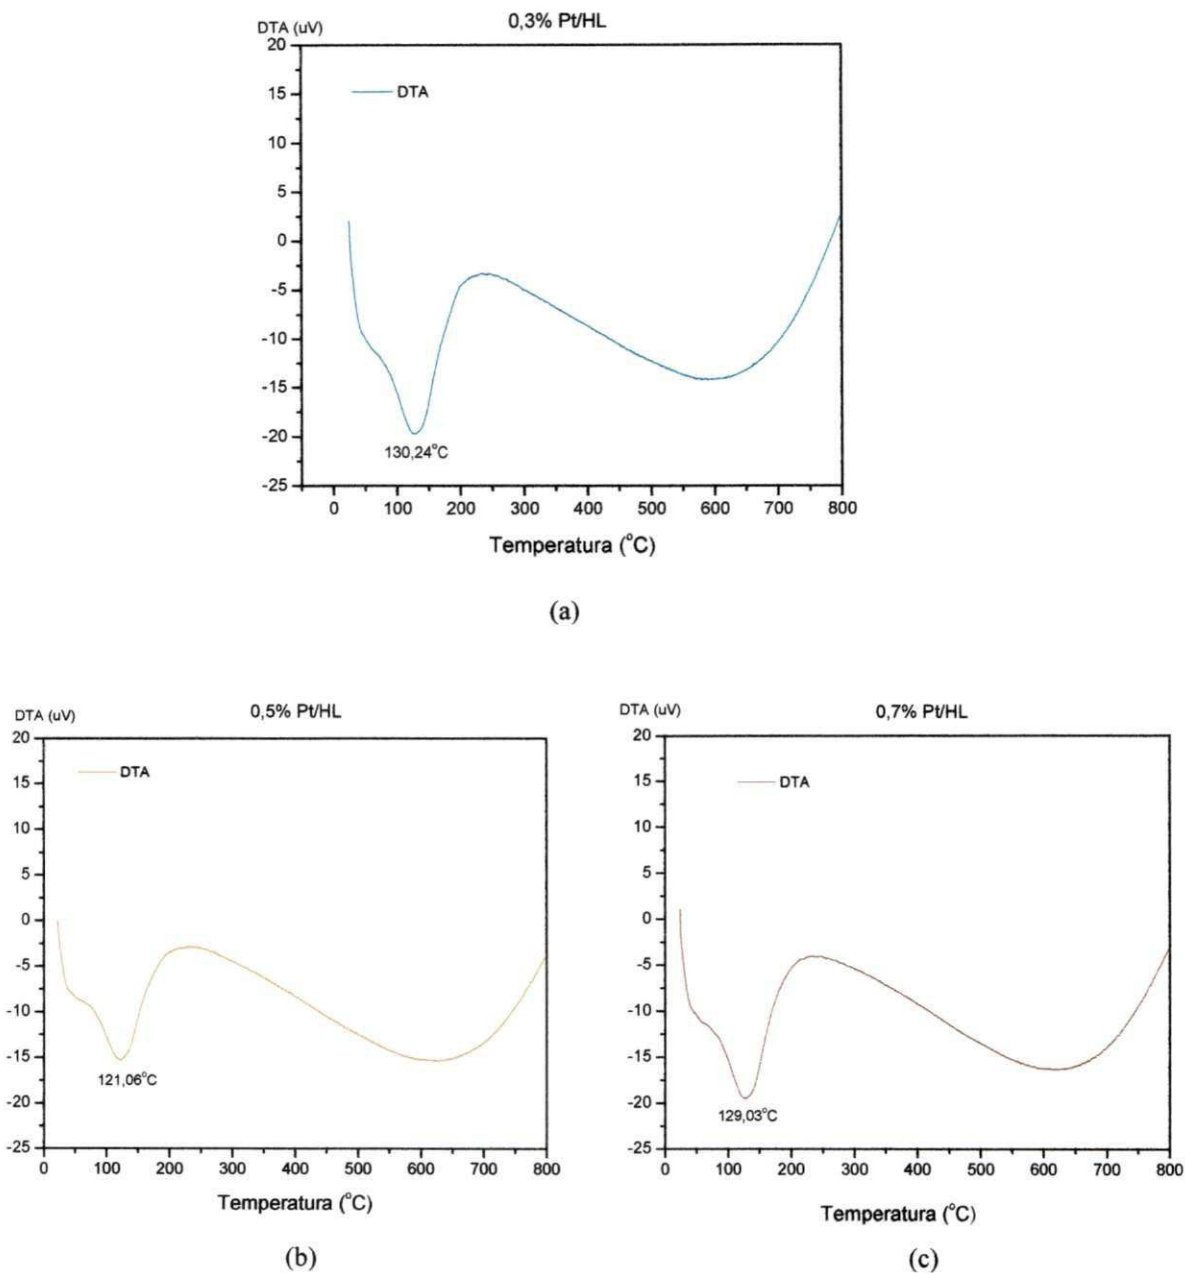 0,3% Pt/HL
DTA (uV)
20
15
10
5
0
-5
-10
-15
-20
-25
DTA
130,24°C
0 100 200 300 400 500 600 700 800
Temperatura (°C)
(a)
0,5% Pt/HL
DTA (uV)
20
15
10
5
0
-5
-10
-15
-20
-25
DTA
121,06°C
0 100 200 300 400 500 600 700 800
Temperatura (°C)
(b)
0,7% Pt/HL
DTA (uV)
20
15
10
5
0
-5
-10
-15
-20
-25
DTA
129,03°C
0 100 200 300 400 500 600 700 800
Temperatura (°C)
(c)